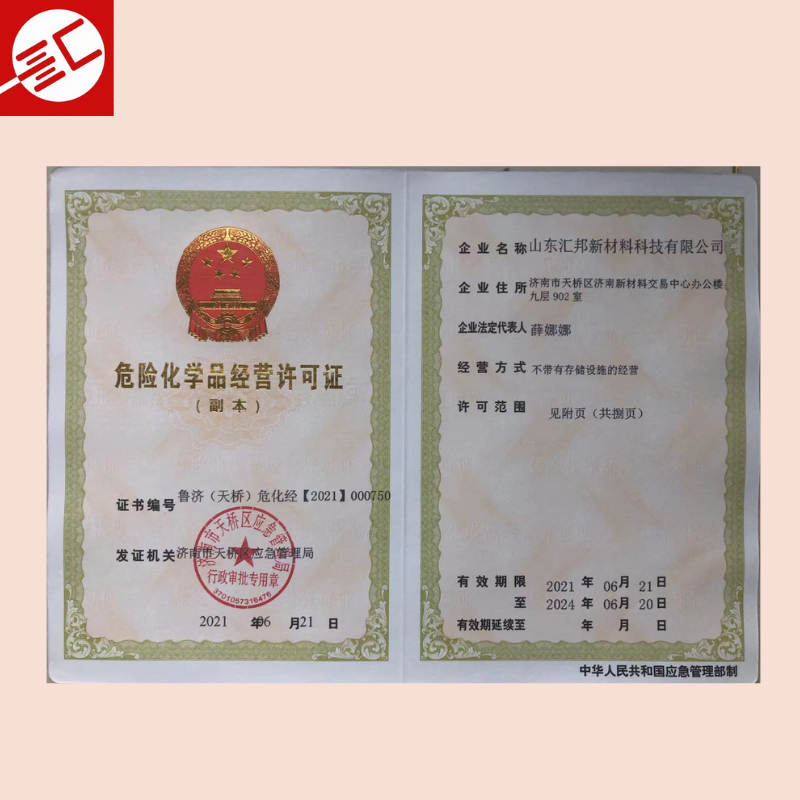 危险化学品经营许可证
(副本)
证书编号 鲁济（天桥）危化经【2021】000750
发证机关 济南市天桥区应急管理局
济南市天桥区应急管理局
行政审批专用章
3701057316476
2021 年 06 月 21 日
企业名称 山东汇邦新材料科技有限公司
企业住所 济南市天桥区济南新材料交易中心办公楼
九层902室
企业法定代表人 薛娜娜
经营方式 不带有存储设施的经营
许可范围 见附页（共捌页）
有效期限 2021 年 06 月 21 日
至 2024 年 06 月 20 日
有效期延续至 年 月 日
中华人民共和国应急管理部制